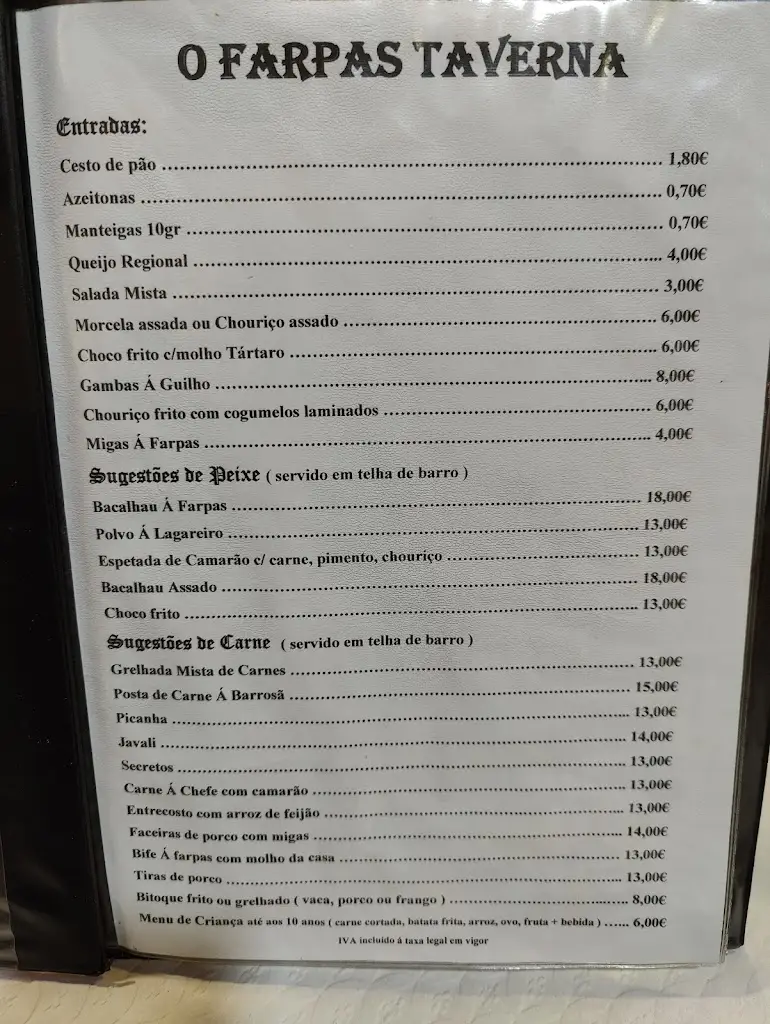 O FARPAS TAVERNA
Entradas:
Cesto de pão ........ 1,80€
Azeitonas ........ 0,70€
Manteigas 10gr ........ 0,70€
Queijo Regional ........ 4,00€
Salada Mista ........ 3,00€
Morcela assada ou Chouriço assado ........ 6,00€
Choco frito c/molho Tártaro ........ 6,00€
Gambas Á Guilho ........ 8,00€
Chouriço frito com cogumelos laminados ........ 6,00€
Migas Á Farpas ........ 4,00€
Sugestões de Peixe ( servido em telha de barro )
Bacalhau Á Farpas ........ 18,00€
Polvo Á Lagareiro ........ 13,00€
Espetada de Camarão c/ carne, pimento, chouriço ........ 13,00€
Bacalhau Assado ........ 18,00€
Choco frito ........ 13,00€
Sugestões de Carne ( servido em telha de barro )
Grelhada Mista de Carnes ........ 13,00€
Posta de Carne Á Barrosã ........ 15,00€
Picanha ........ 13,00€
Javali ........ 14,00€
Secretos ........ 13,00€
Carne Á Chefe com camarão ........ 13,00€
Entrecosto com arroz de feijão ........ 13,00€
Faceiras de porco com migas ........ 14,00€
Bife Á farpas com molho da casa ........ 13,00€
Tiras de porco ........ 13,00€
Bitoque frito ou grelhado ( vaca, porco ou frango ) ........ 8,00€
Menu de Criança até aos 10 anos ( carne cortada, batata frita, arroz, ovo, fruta + bebida ) ...... 6,00€
IVA incluído á taxa legal em vigor